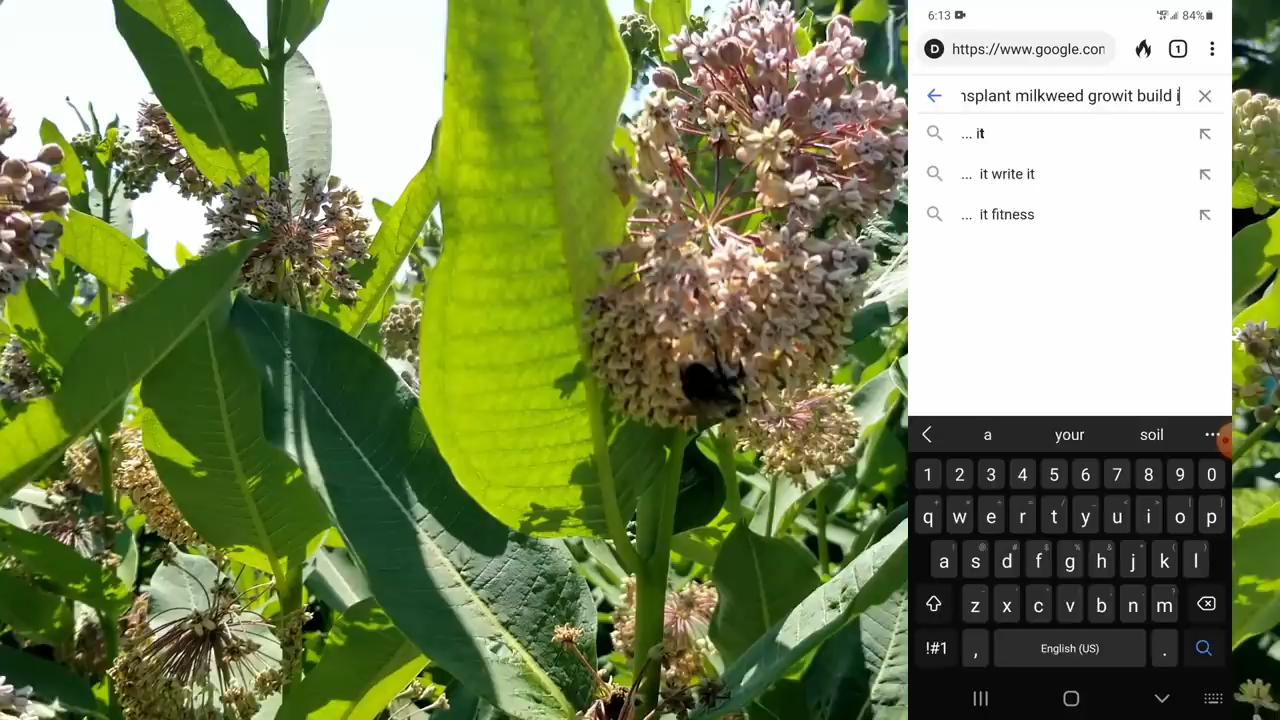 6:13 84%
D https://www.google.con 1
nsplant milkweed growit build i
... it
... it write it
... it fitness
a your soil
1 2 3 4 5 6 7 8 9 0
q w e r t y u i o p
a s d f g h j k l
z x c v b n m
!#1 , English (US) .